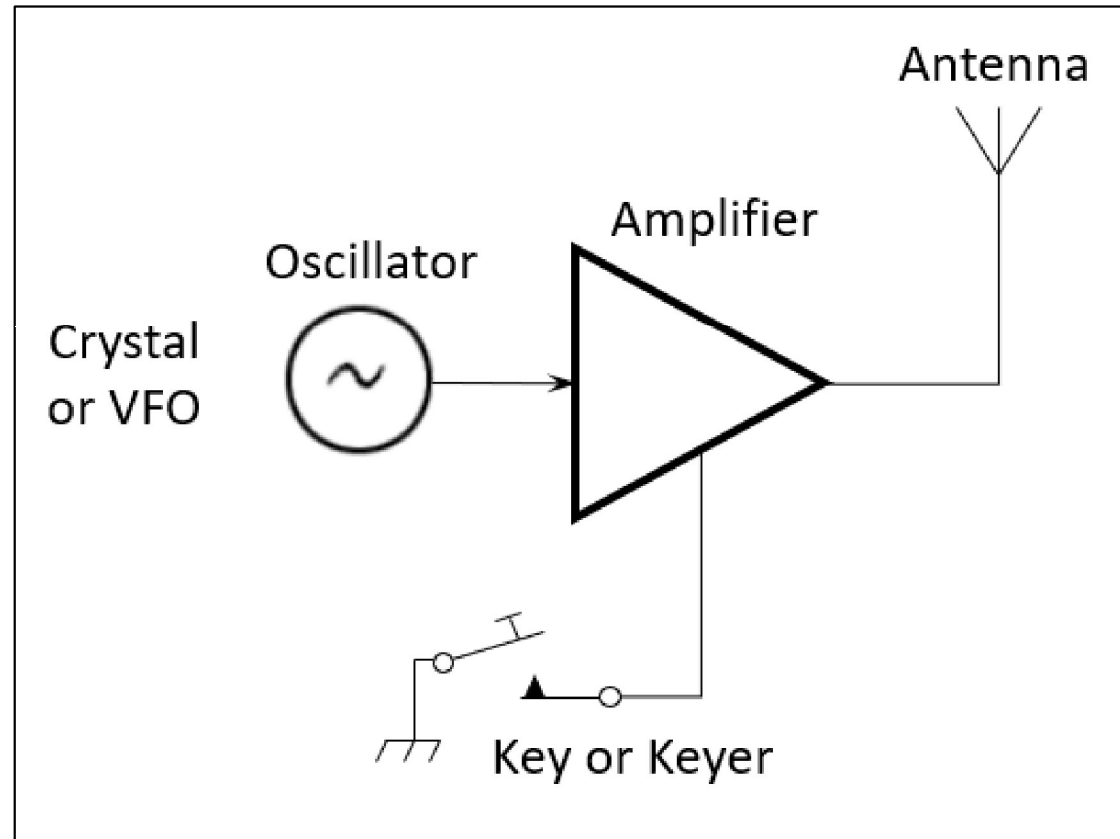 Antenna
Amplifier
Oscillator
Crystal
or VFO
Key or Keyer